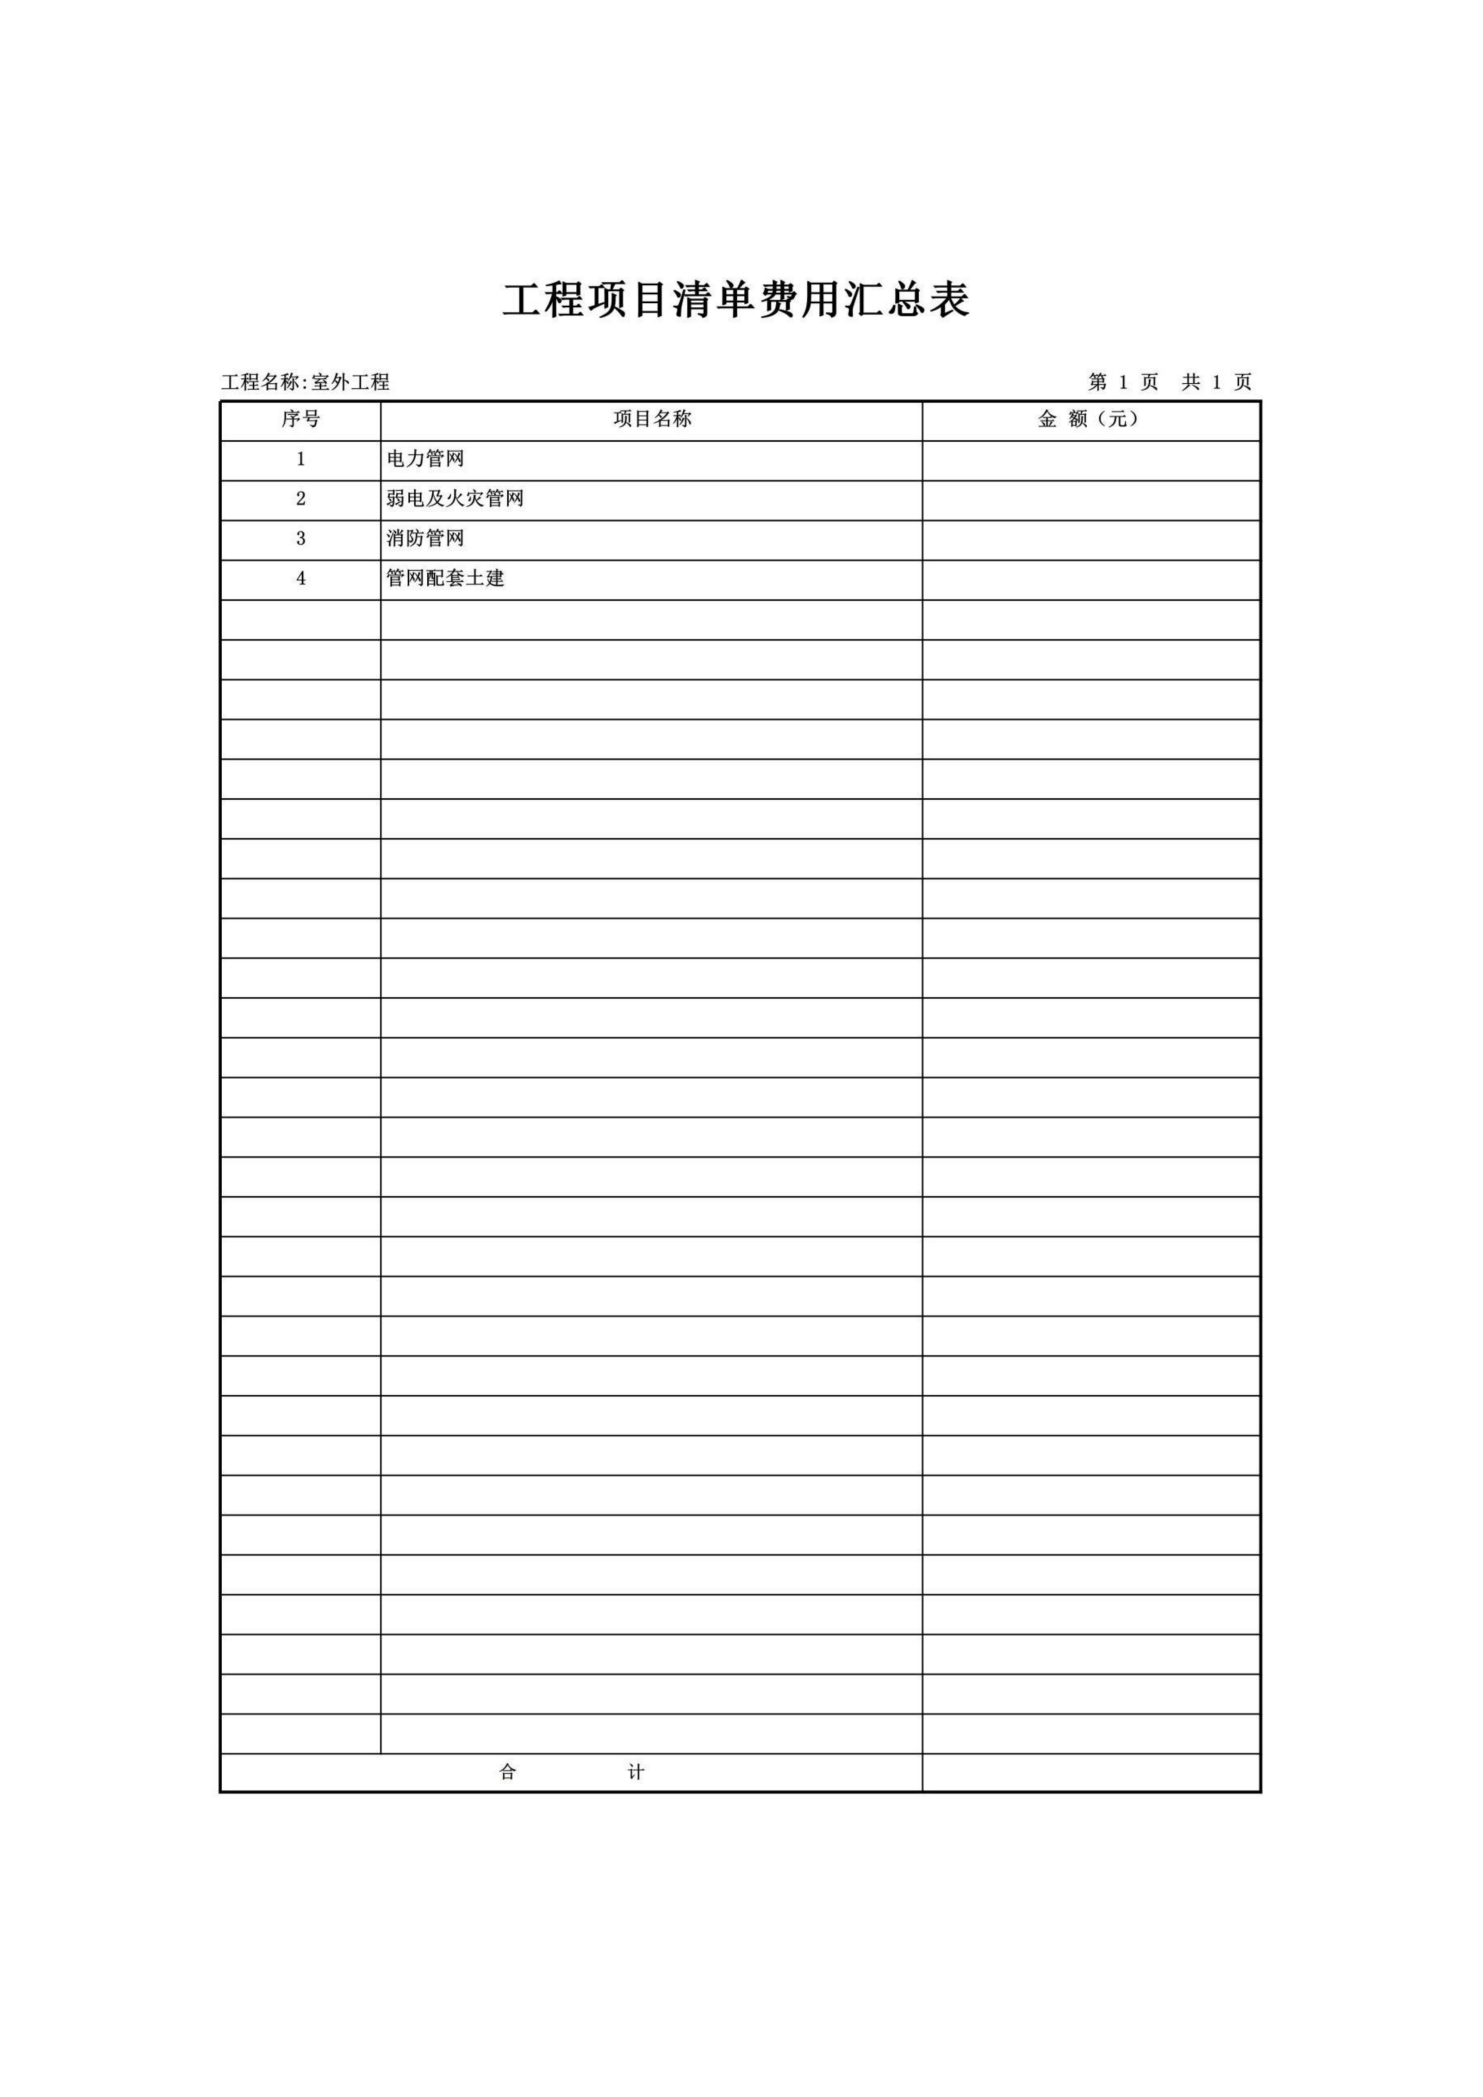 工程项目清单费用汇总表
工程名称:室外工程 第 1 页 共 1 页
序号 项目名称 金 额（元）
1 电力管网
2 弱电及火灾管网
3 消防管网
4 管网配套土建
合 计